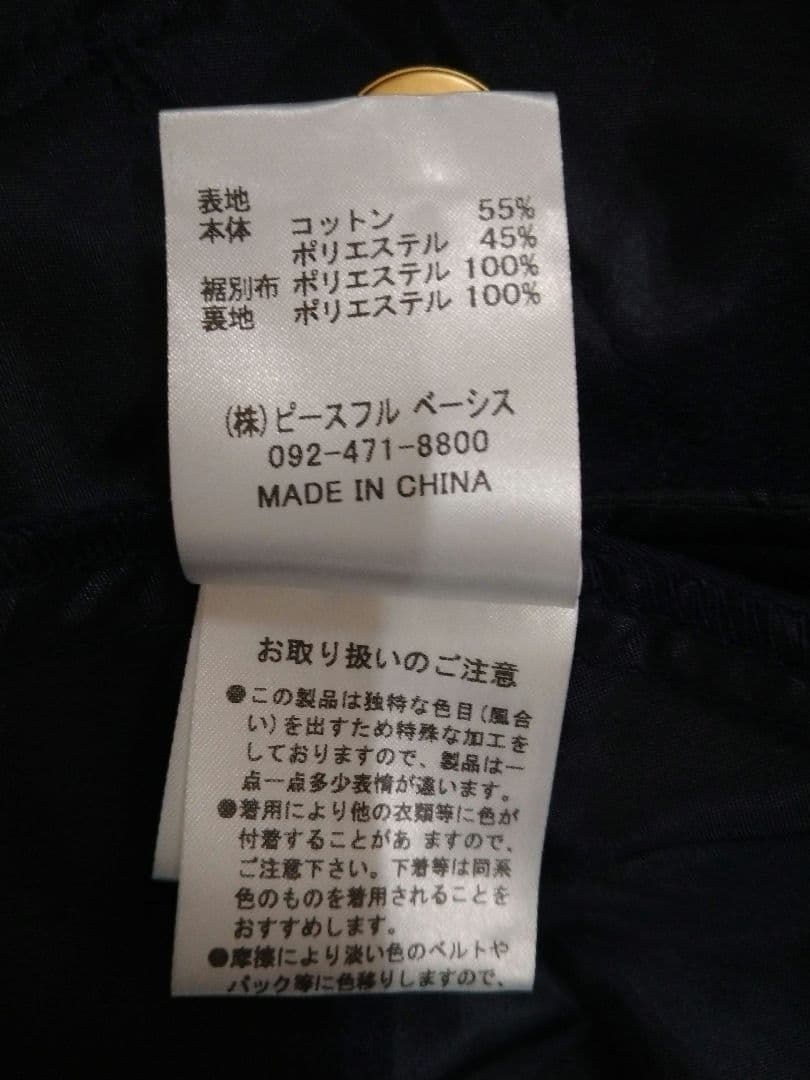 表地
本体 コットン 55%
ポリエステル 45%
裾別布 ポリエステル 100%
裏地 ポリエステル 100%
(株)ピースフル ベーシス
092-471-8800
MADE IN CHINA
お取り扱いのご注意
●この製品は独特な色目(風合
い)を出すため特殊な加工を
しておりますので、製品は一
点一点多少表情が違います。
●着用により他の衣類等に色が
付着することがあ ますので、
ご注意下さい。下着等は同系
色のものを着用されることを
おすすめします。
●摩擦により淡い色のベルトや
バック等に色移りしますので、